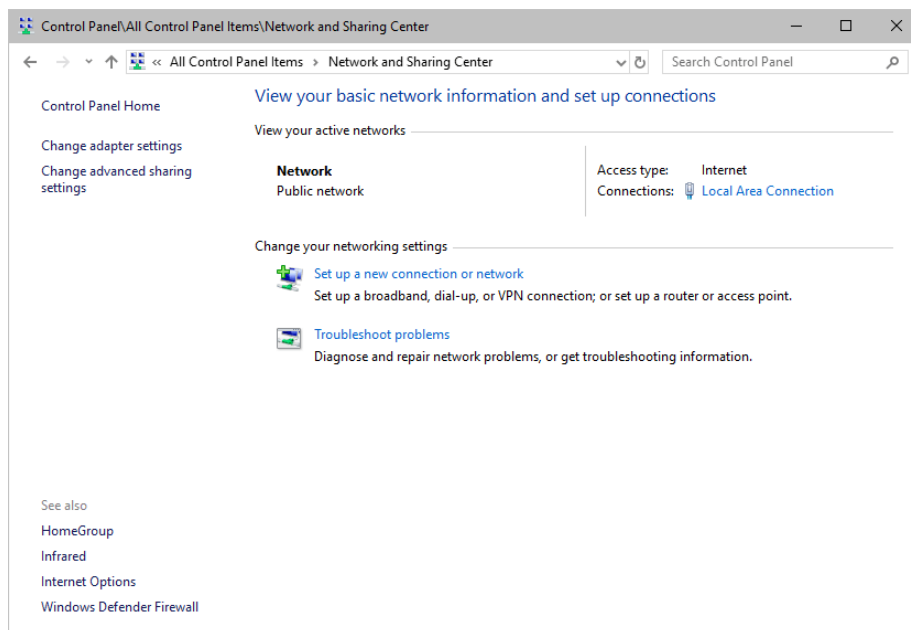 Control Panel\All Control Panel Items\Network and Sharing Center
« All Control Panel Items › Network and Sharing Center
Search Control Panel
Control Panel Home
Change adapter settings
Change advanced sharing
settings
View your basic network information and set up connections
View your active networks
Network
Public network
Access type: Internet
Connections: Local Area Connection
Change your networking settings
Set up a new connection or network
Set up a broadband, dial-up, or VPN connection; or set up a router or access point.
Troubleshoot problems
Diagnose and repair network problems, or get troubleshooting information.
See also
HomeGroup
Infrared
Internet Options
Windows Defender Firewall